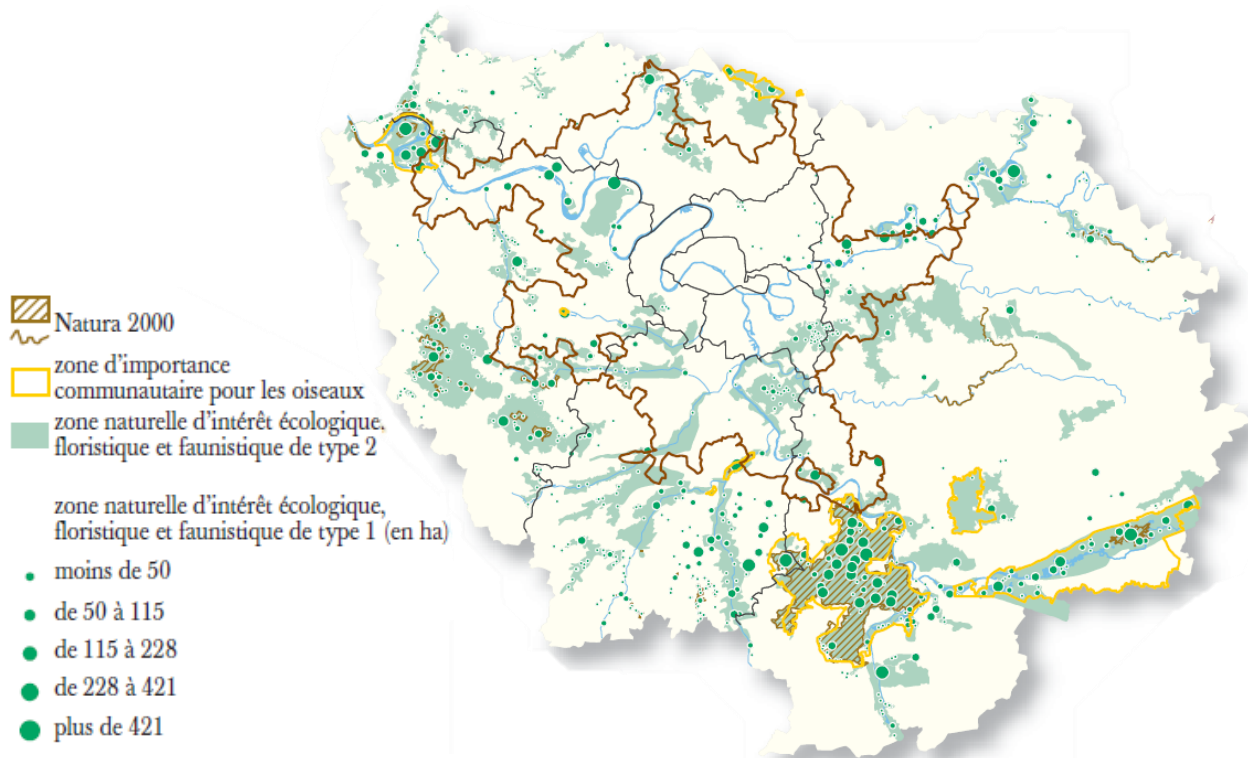 Natura 2000
zone d'importance
communautaire pour les oiseaux
zone naturelle d'intérêt écologique,
floristique et faunistique de type 2
zone naturelle d'intérêt écologique,
floristique et faunistique de type 1 (en ha)
moins de 50
de 50 à 115
de 115 à 228
de 228 à 421
plus de 421